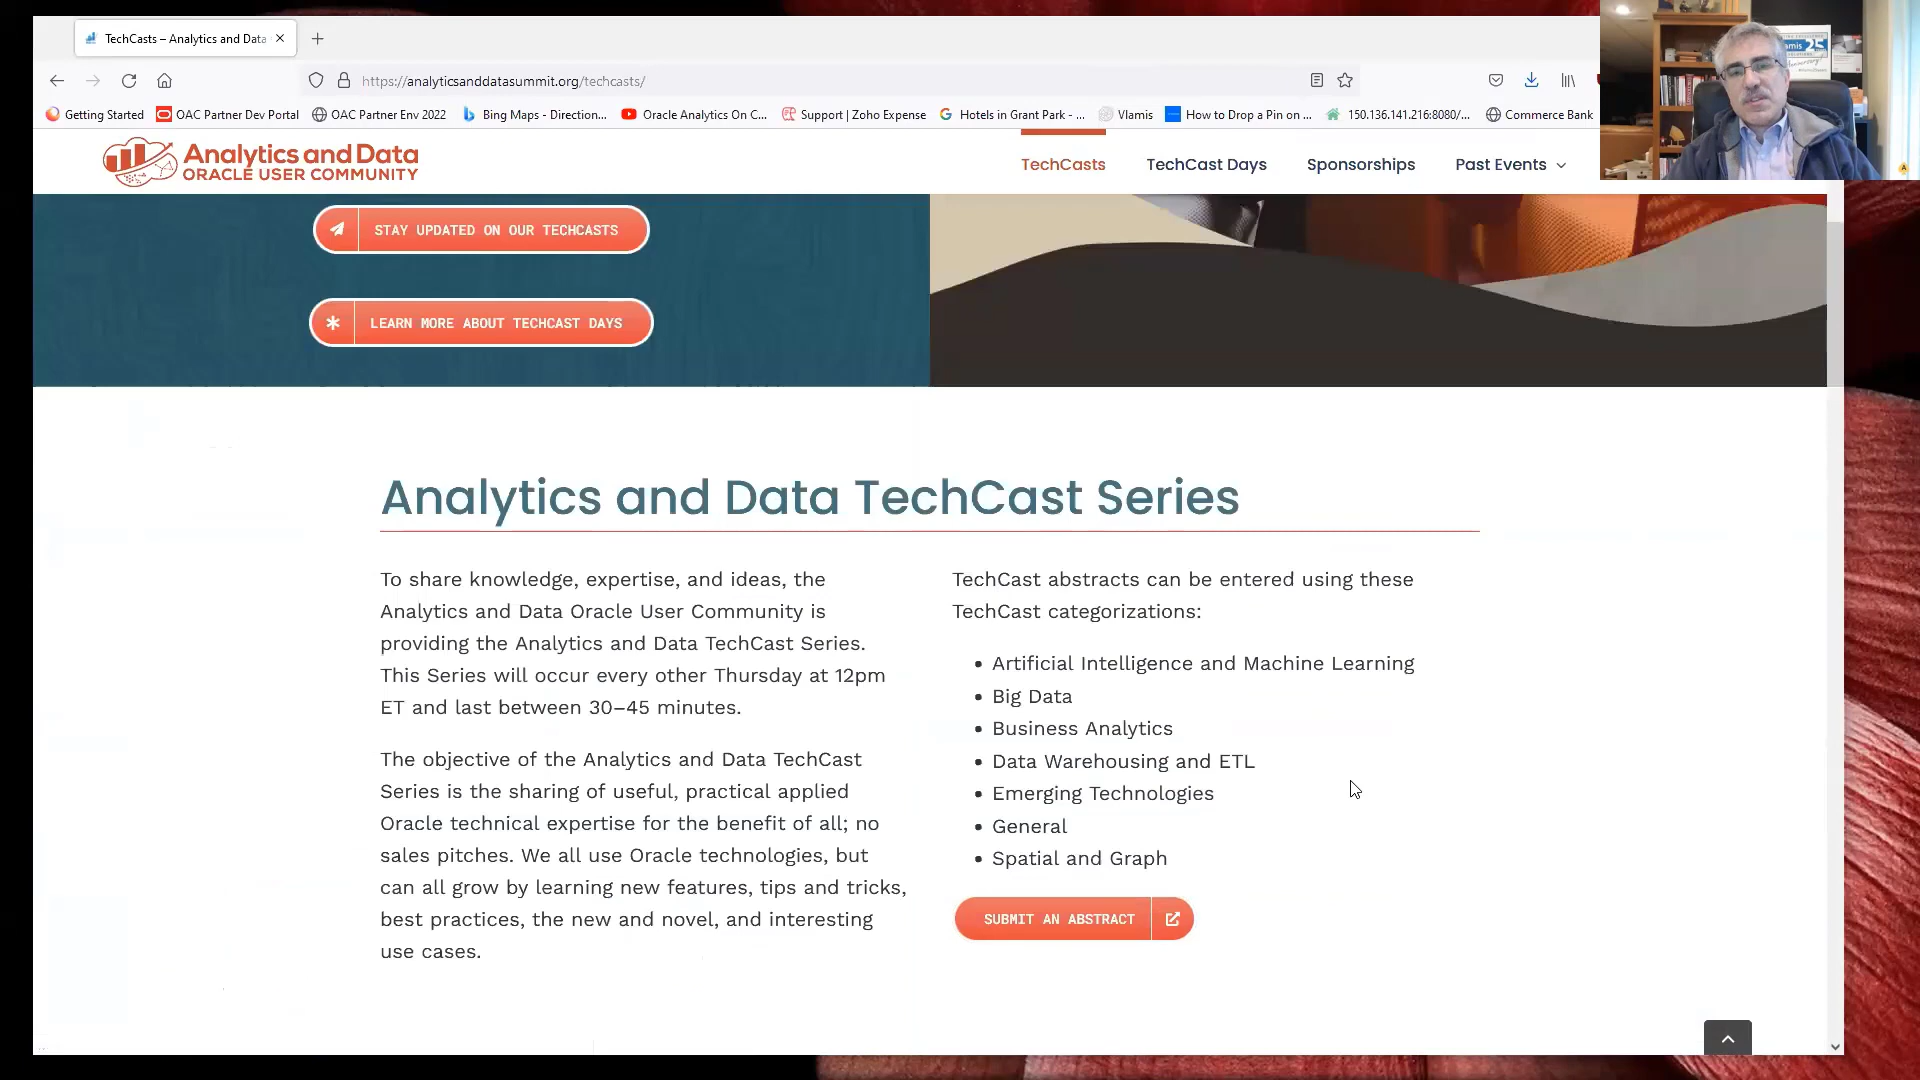 TechCasts – Analytics and Data
https://analyticsanddatasummit.org/techcasts/
Getting Started
OAC Partner Dev Portal
OAC Partner Env 2022
Bing Maps - Direction...
Oracle Analytics On C...
Support | Zoho Expense
Hotels in Grant Park - ...
Vlamis
How to Drop a Pin on ...
150.136.141.216:8080/...
Commerce Bank
Analytics and Data
ORACLE USER COMMUNITY
TechCasts
TechCast Days
Sponsorships
Past Events
25
STAY UPDATED ON OUR TECHCASTS
LEARN MORE ABOUT TECHCAST DAYS
Analytics and Data TechCast Series
To share knowledge, expertise, and ideas, the
Analytics and Data Oracle User Community is
providing the Analytics and Data TechCast Series.
This Series will occur every other Thursday at 12pm
ET and last between 30–45 minutes.
The objective of the Analytics and Data TechCast
Series is the sharing of useful, practical applied
Oracle technical expertise for the benefit of all; no
sales pitches. We all use Oracle technologies, but
can all grow by learning new features, tips and tricks,
best practices, the new and novel, and interesting
use cases.
TechCast abstracts can be entered using these
TechCast categorizations:
• Artificial Intelligence and Machine Learning
• Big Data
• Business Analytics
• Data Warehousing and ETL
• Emerging Technologies
• General
• Spatial and Graph
SUBMIT AN ABSTRACT